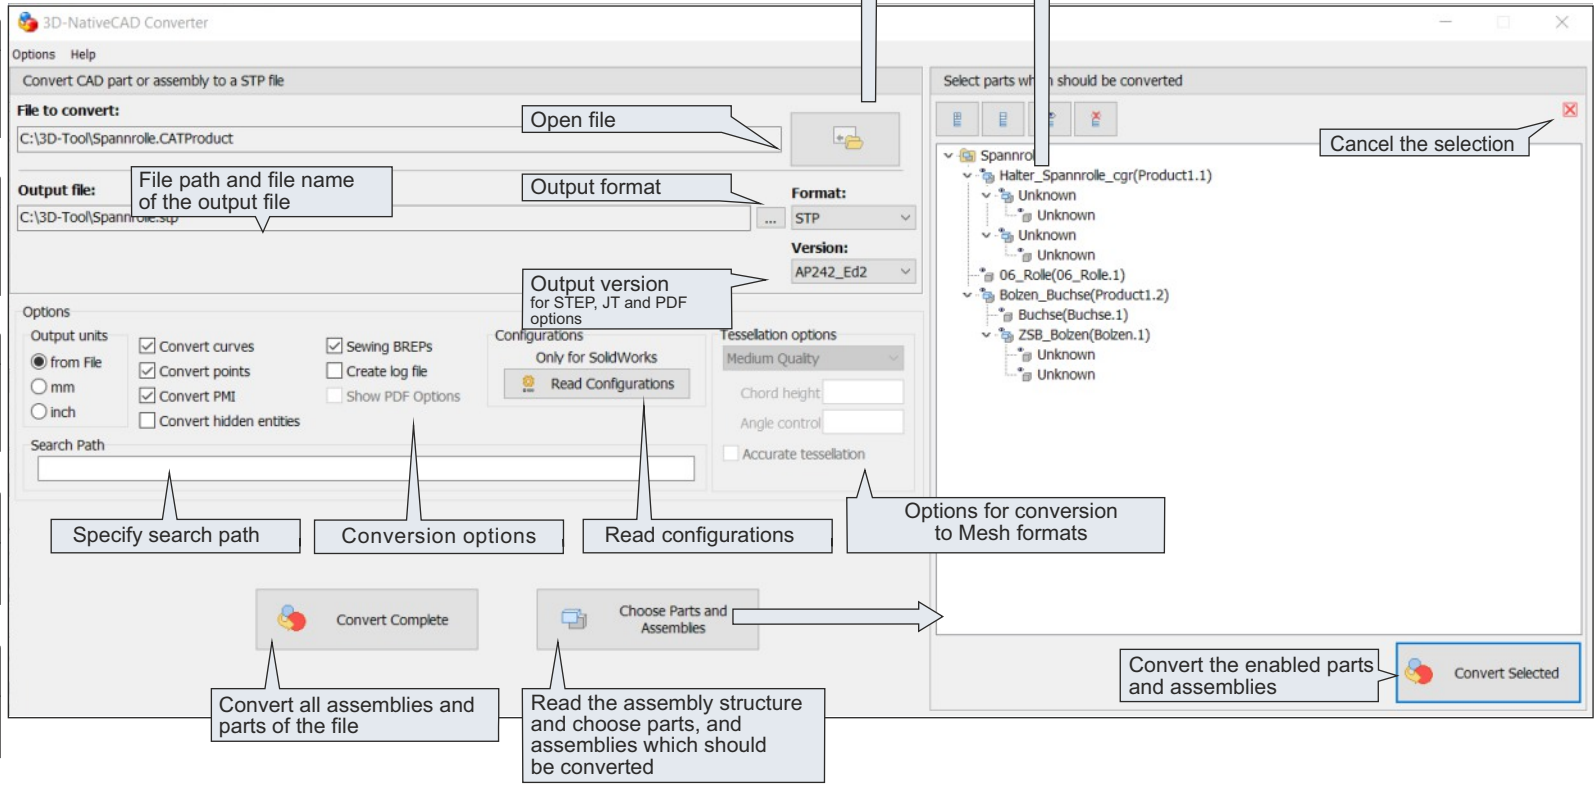 3D-NativeCAD Converter
Options Help
Convert CAD part or assembly to a STP file
File to convert:
C:\3D-Tool\Spannrolle.CATProduct
Open file
Output file:
File path and file name
of the output file
C:\3D-Tool\Spannrolle.stp
...
Output format
Format:
STP
Version:
AP242_Ed2
Output version
for STEP, JT and PDF
options
Options
Output units
from File
mm
inch
Convert curves
Convert points
Convert PMI
Convert hidden entities
Sewing BREPs
Create log file
Show PDF Options
Configurations
Only for SolidWorks
Read Configurations
Tessellation options
Medium Quality
Chord height
Angle control
Accurate tessellation
Search Path
Specify search path
Conversion options
Read configurations
Options for conversion
to Mesh formats
Convert Complete
Choose Parts and
Assemblies
Convert all assemblies and
parts of the file
Read the assembly structure
and choose parts, and
assemblies which should
be converted
Select parts which should be converted
Cancel the selection
Spannrolle
Halter_Spannrolle_cgr(Product1.1)
Unknown
Unknown
Unknown
Unknown
06_Rolle(06_Rolle.1)
Bolzen_Buchse(Product1.2)
Buchse(Buchse.1)
ZSB_Bolzen(Bolzen.1)
Unknown
Unknown
Convert the enabled parts
and assemblies
Convert Selected